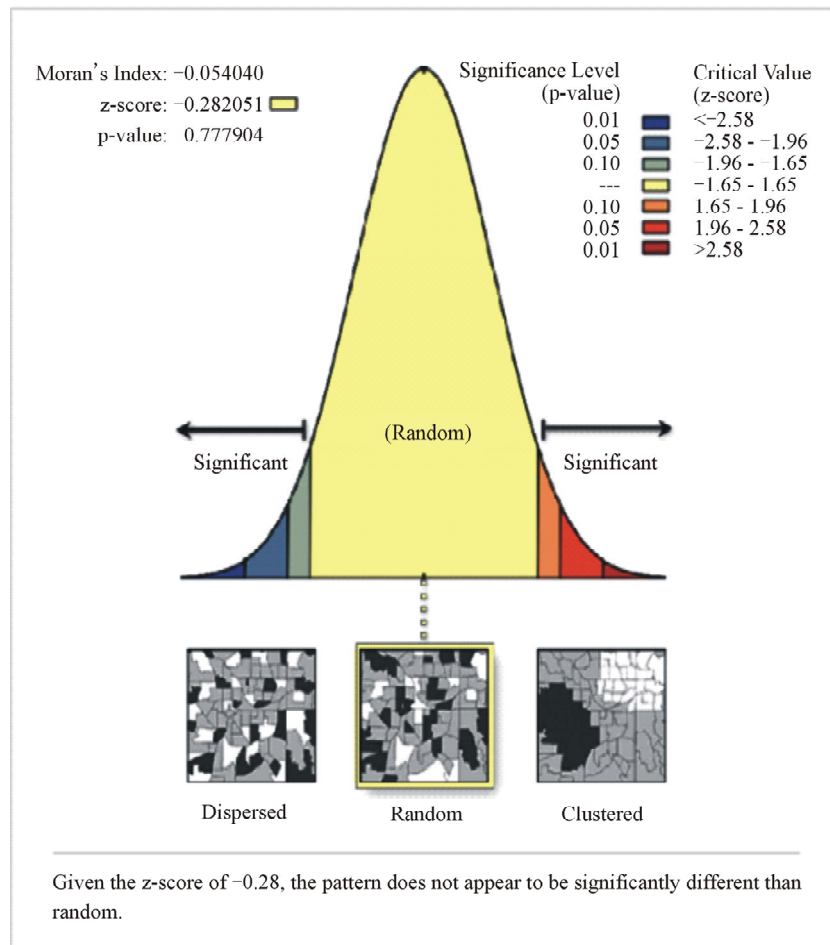 Moran's Index: −0.054040
z-score: −0.282051
p-value: 0.777904
Significance Level
(p-value)
Critical Value
(z-score)
0.01 <−2.58
0.05 −2.58 - −1.96
0.10 −1.96 - −1.65
--- −1.65 - 1.65
0.10 1.65 - 1.96
0.05 1.96 - 2.58
0.01 >2.58
(Random)
Significant
Significant
Dispersed
Random
Clustered
Given the z-score of −0.28, the pattern does not appear to be significantly different than
random.